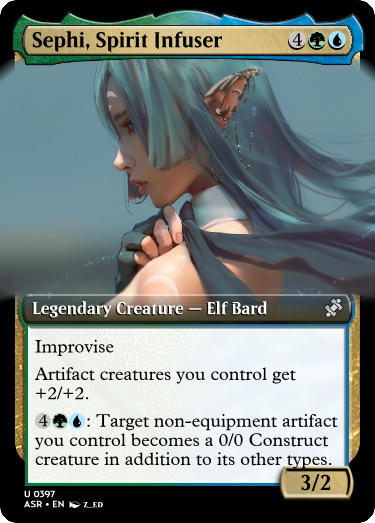 Sephi, Spirit Infuser 4
Legendary Creature — Elf Bard
Improvise
Artifact creatures you control get
+2/+2.
4: Target non-equipment artifact
you control becomes a 0/0 Construct
creature in addition to its other types.
3/2
U 0397
ASR • EN Z_ED